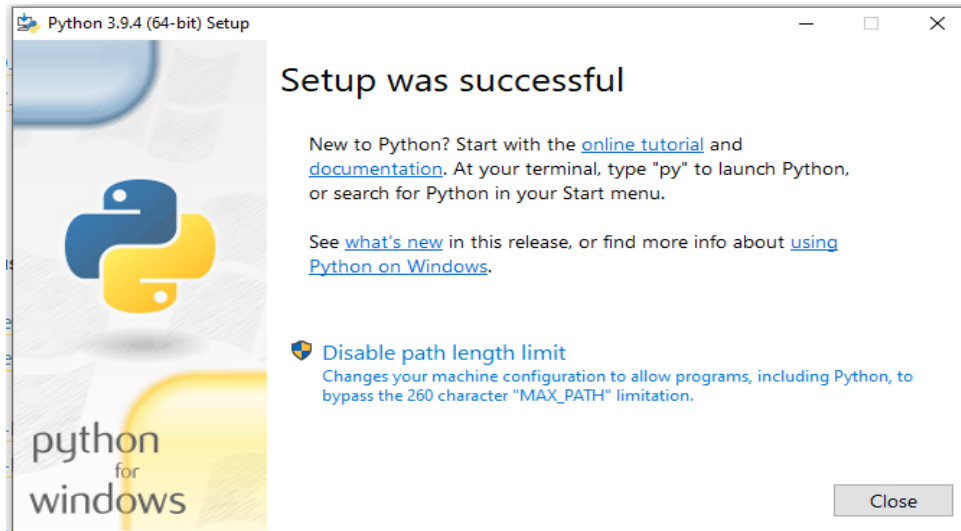 Python 3.9.4 (64-bit) Setup
Setup was successful
New to Python? Start with the online tutorial and
documentation. At your terminal, type "py" to launch Python,
or search for Python in your Start menu.
See what's new in this release, or find more info about using
Python on Windows.
Disable path length limit
Changes your machine configuration to allow programs, including Python, to
bypass the 260 character "MAX_PATH" limitation.
python
for
windows
Close